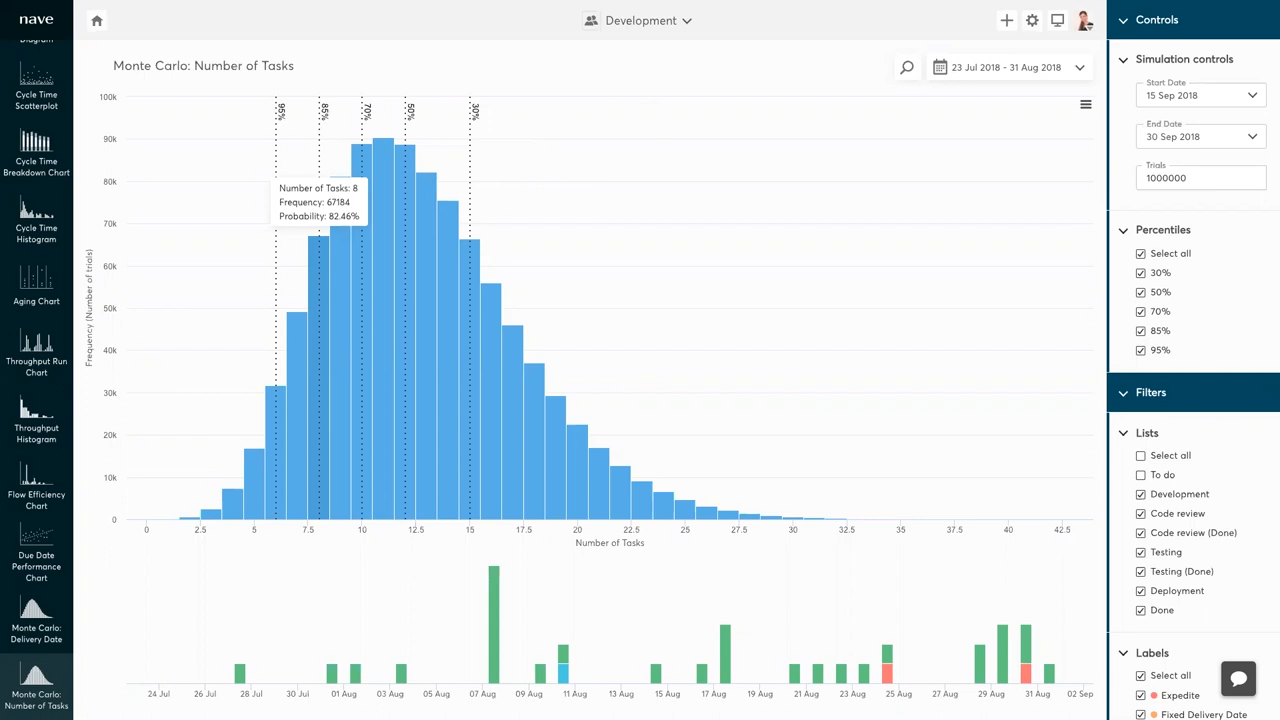 nave
Development
Controls
Diagram
Cycle Time
Scatterplot
Cycle Time
Breakdown Chart
Cycle Time
Histogram
Aging Chart
Throughput Run
Chart
Throughput
Histogram
Flow Efficiency
Chart
Due Date
Performance
Chart
Monte Carlo:
Delivery Date
Monte Carlo:
Number of Tasks
Monte Carlo: Number of Tasks
23 Jul 2018 - 31 Aug 2018
100k
90k
80k
70k
60k
50k
40k
30k
20k
10k
0
Frequency (Number of trials)
95%
85%
70%
50%
30%
Number of Tasks: 8
Frequency: 67184
Probability: 82.46%
0 2.5 5 7.5 10 12.5 15 17.5 20 22.5 25 27.5 30 32.5 35 37.5 40 42.5
Number of Tasks
24 Jul 26 Jul 28 Jul 30 Jul 01 Aug 03 Aug 05 Aug 07 Aug 09 Aug 11 Aug 13 Aug 15 Aug 17 Aug 19 Aug 21 Aug 23 Aug 25 Aug 27 Aug 29 Aug 31 Aug 02 Sep
Simulation controls
Start Date
15 Sep 2018
End Date
30 Sep 2018
Trials
1000000
Percentiles
Select all
30%
50%
70%
85%
95%
Filters
Lists
Select all
To do
Development
Code review
Code review (Done)
Testing
Testing (Done)
Deployment
Done
Labels
Select all
Expedite
Fixed Delivery Date